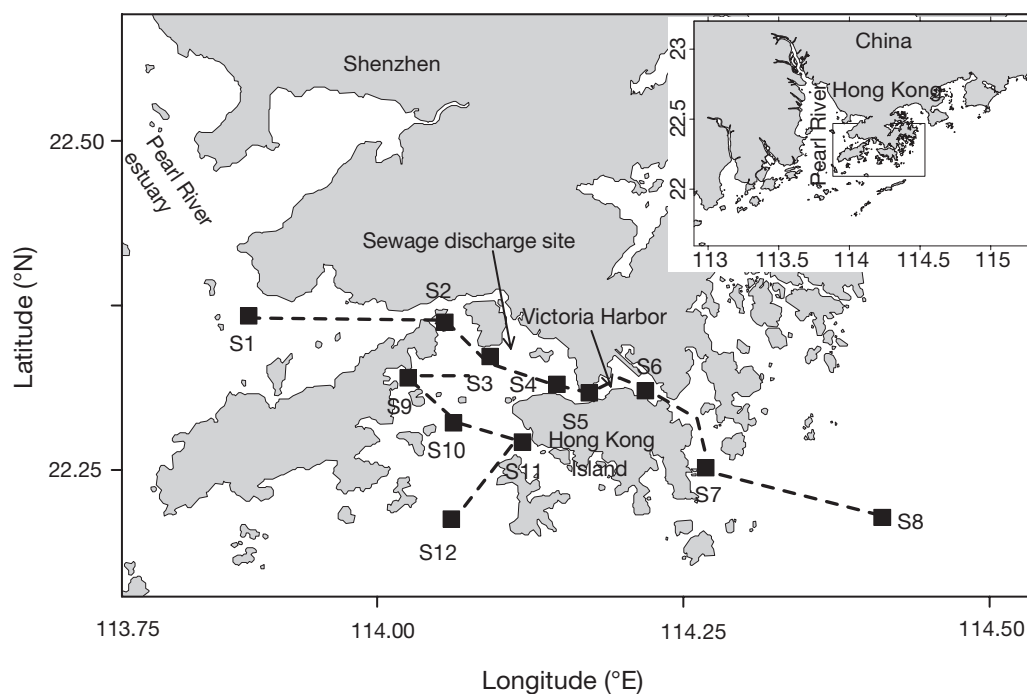 Shenzhen
China
Hong Kong
Pearl River
23
22.5
22
113
113.5
114
114.5
115
22.50
22.25
Latitude (°N)
Pearl River
estuary
Sewage discharge site
Victoria Harbor
S1
S2
S3
S4
S5
S6
S7
S8
S9
S10
S11
S12
Hong Kong
Island
113.75
114.00
114.25
114.50
Longitude (°E)